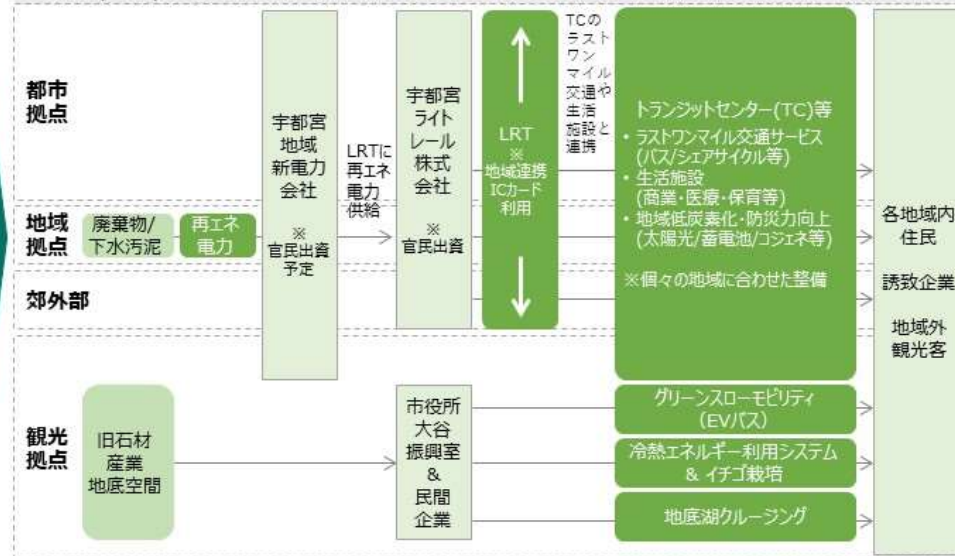 都市
拠点
地域
拠点
廃棄物/
下水汚泥
再エネ
電力
郊外部
観光
拠点
旧石材
産業
地底空間
宇都宮
地域
新電力
会社
※
官民出資
予定
LRTに
再エネ
電力
供給
宇都宮
ライト
レール
株式
会社
※
官民出資
市役所
大谷
振興室
&
民間
企業
LRT
※
地域連携
ICカード
利用
TCの
ラスト
ワン
マイル
交通や
生活
施設と
連携
トランジットセンター(TC)等
・ラストワンマイル交通サービス
(バス/シェアサイクル等)
・生活施設
(商業・医療・保育等)
・地域低炭素化・防災力向上
(太陽光/蓄電池/コジェネ等)
※個々の地域に合わせた整備
グリーンスローモビリティ
(EVバス)
冷熱エネルギー利用システム
& イチゴ栽培
地底湖クルージング
各地域内
住民
誘致企業
地域外
観光客